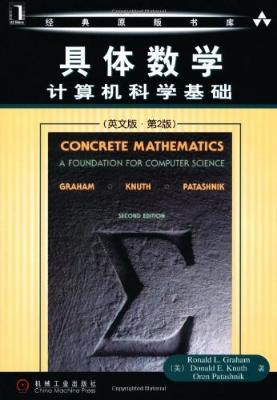 经典原版书库
具体数学
计算机科学基础
(英文版·第2版)
CONCRETE MATHEMATICS
A FOUNDATION FOR COMPUTER SCIENCE
GRAHAM KNUTH PATASHNIK
SECOND EDITION
Σ
Ronald L. Graham
(美) Donald E. Knuth 著
Oren Patashnik
机械工业出版社
China Machine Press